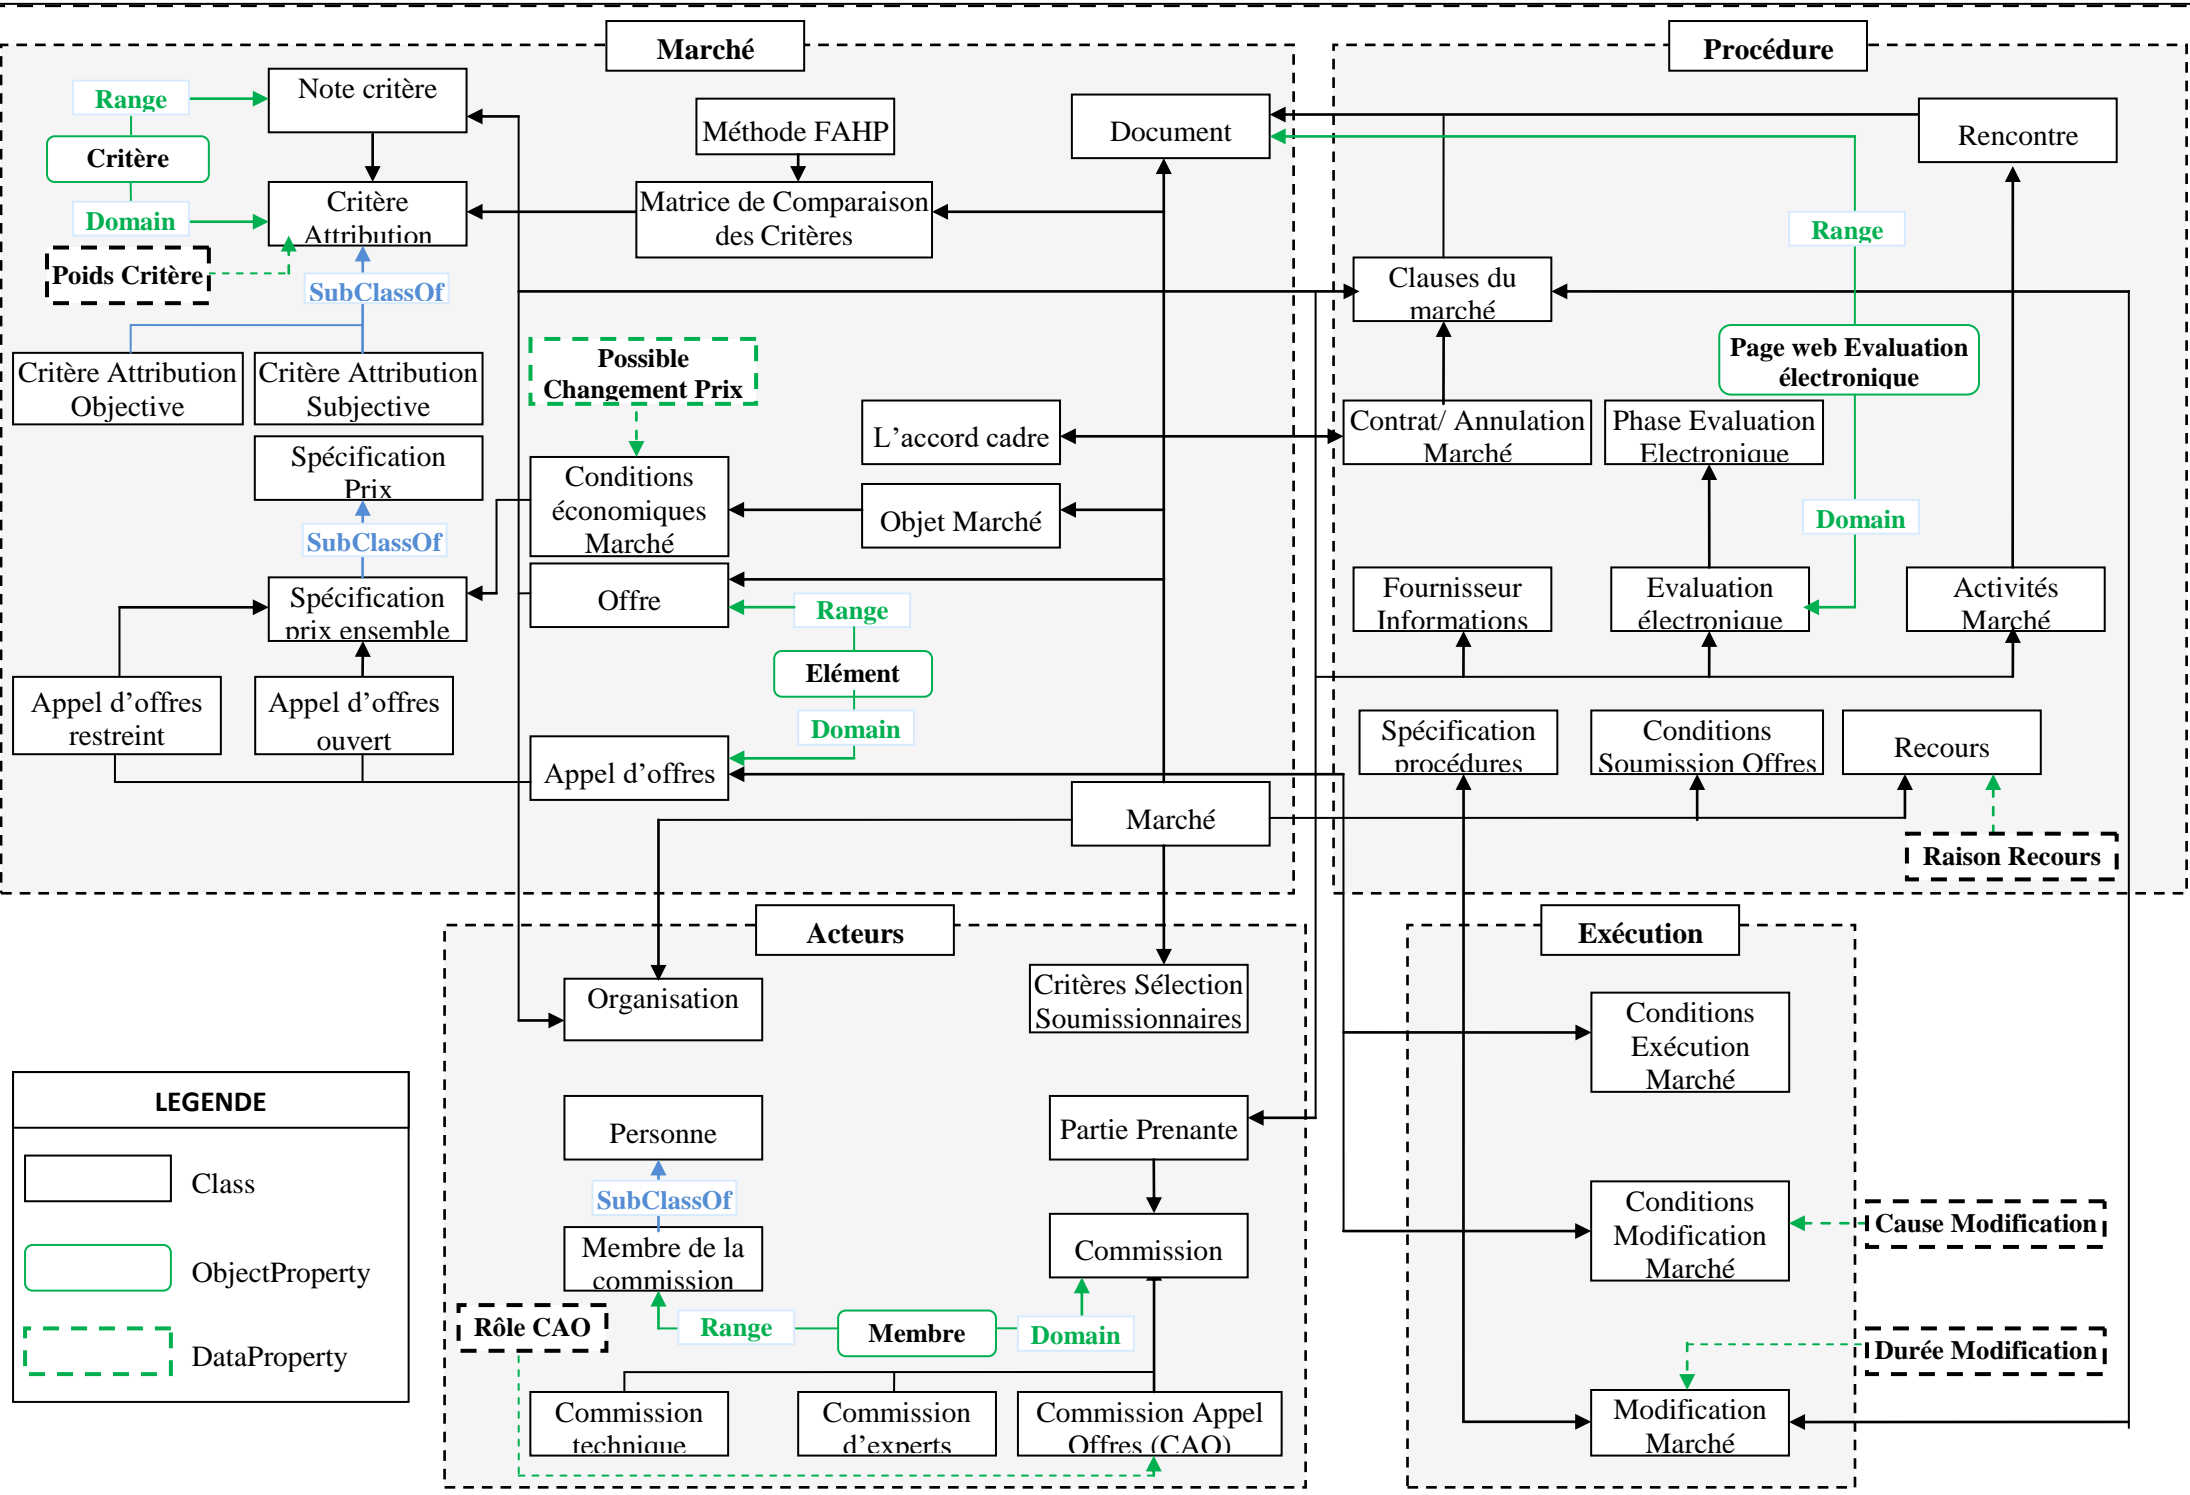 Marché
Procédure
Range
Note critère
Critère
Domain
Critère
Attribution
Poids Critère
SubClassOf
Critère Attribution
Objective
Critère Attribution
Subjective
Méthode FAHP
Matrice de Comparaison
des Critères
Document
Possible
Changement Prix
Spécification
Prix
SubClassOf
Spécification
prix ensemble
Conditions
économiques
Marché
L’accord cadre
Objet Marché
Offre
Range
Elément
Domain
Appel d’offres
restreint
Appel d’offres
ouvert
Appel d’offres
Marché
Rencontre
Range
Clauses du
marché
Page web Evaluation
électronique
Contrat/ Annulation
Marché
Phase Evaluation
Electronique
Domain
Fournisseur
Informations
Evaluation
électronique
Activités
Marché
Spécification
procédures
Conditions
Soumission Offres
Recours
Raison Recours
Acteurs
Organisation
Critères Sélection
Soumissionnaires
Personne
SubClassOf
Membre de la
commission
Partie Prenante
Commission
Rôle CAO
Range
Membre
Domain
Commission
technique
Commission
d’experts
Commission Appel
Offres (CAO)
Exécution
Conditions
Exécution
Marché
Conditions
Modification
Marché
Cause Modification
Durée Modification
Modification
Marché
LEGENDE
Class
ObjectProperty
DataProperty